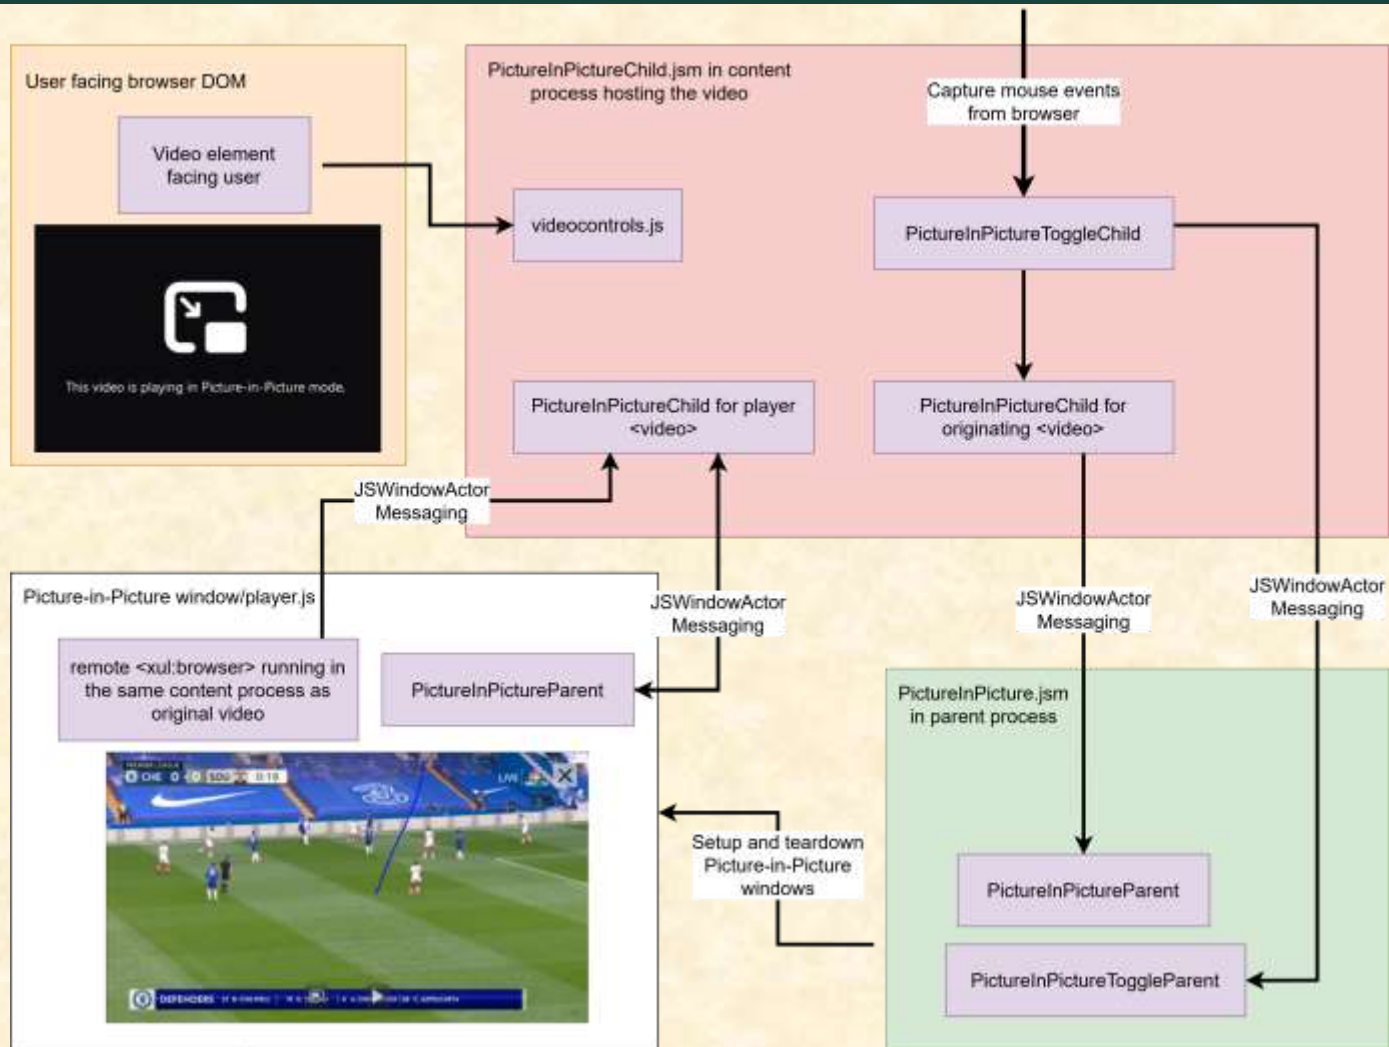 User facing browser DOM
Video element
facing user
This video is playing in Picture-in-Picture mode.
PictureInPictureChild.jsm in content
process hosting the video
Capture mouse events
from browser
videocontrols.js
PictureInPictureToggleChild
PictureInPictureChild for player
<video>
PictureInPictureChild for
originating <video>
JSWindowActor
Messaging
JSWindowActor
Messaging
JSWindowActor
Messaging
JSWindowActor
Messaging
Picture-in-Picture window/player.js
remote <xul:browser> running in
the same content process as
original video
PictureInPictureParent
PREMIER LEAGUE
CHE 0 0 SOU 0:19
LIVE
DEFENDERS
Setup and teardown
Picture-in-Picture
windows
PictureInPicture.jsm
in parent process
PictureInPictureParent
PictureInPictureToggleParent